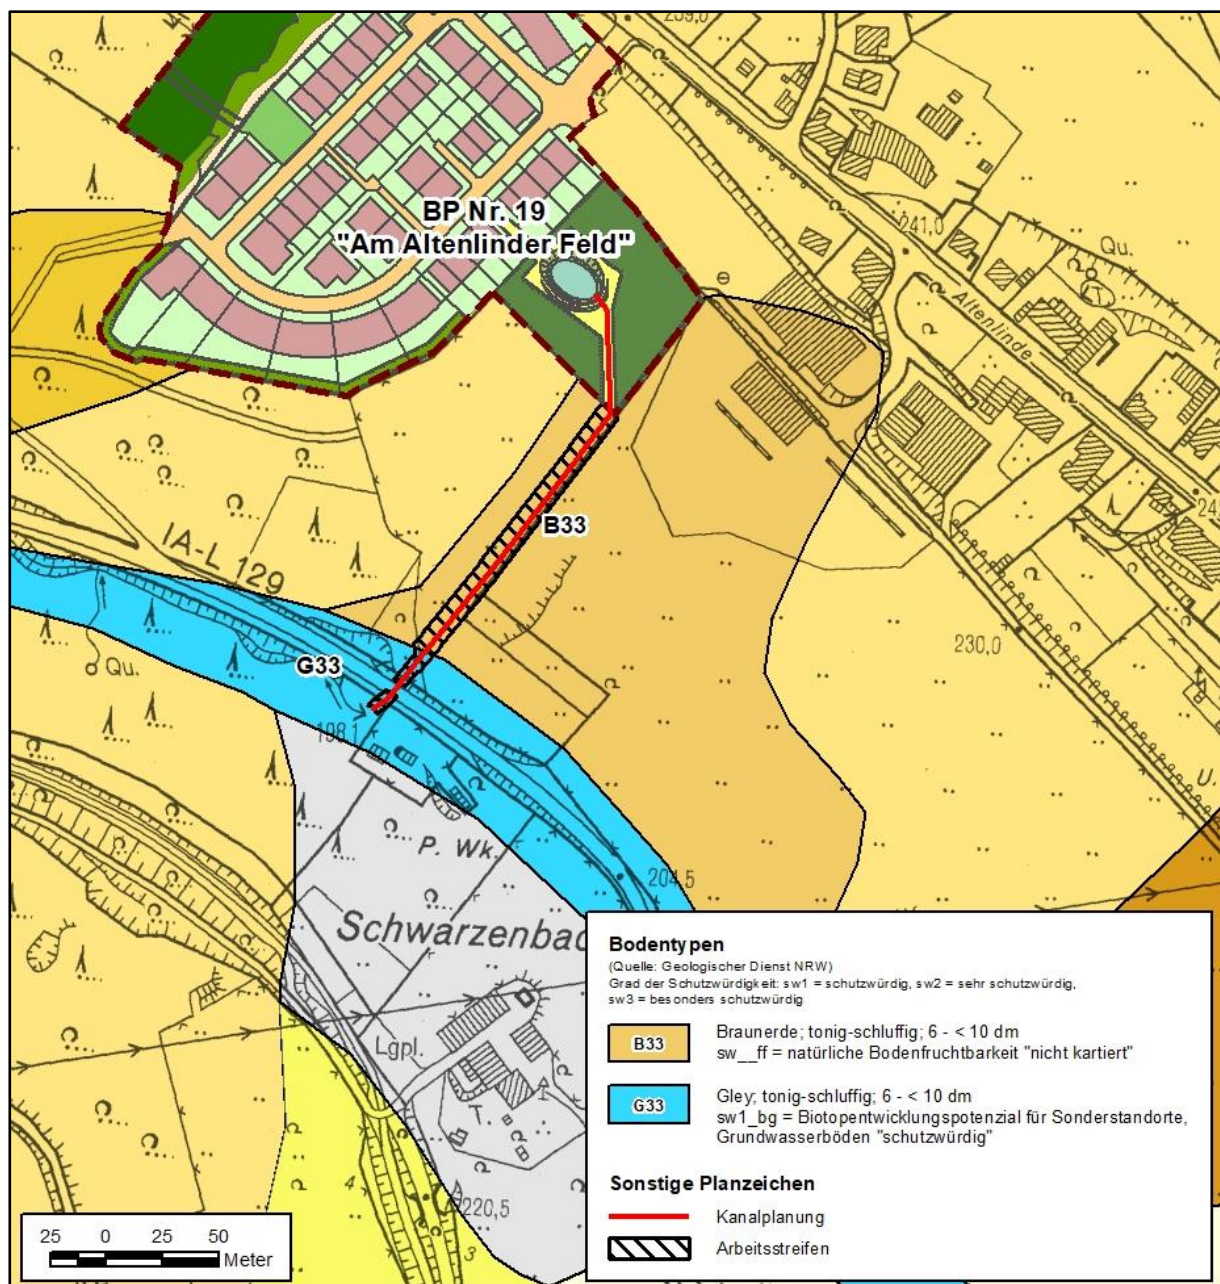 239,0
BP Nr. 19
"Am Altenlinder Feld"
241,0
Qu.
Altenlinde
B33
IA-L 129
G33
Qu.
198,1
230,0
U.
P. Wk.
204,5
Schwarzenbac
Lgpl.
4
220,5
3
Bodentypen
(Quelle: Geologischer Dienst NRW)
Grad der Schutzwürdigkeit: sw1 = schutzwürdig, sw2 = sehr schutzwürdig,
sw3 = besonders schutzwürdig
B33
Braunerde; tonig-schluffig; 6 - < 10 dm
sw__ff = natürliche Bodenfruchtbarkeit "nicht kartiert"
G33
Gley; tonig-schluffig; 6 - < 10 dm
sw1_bg = Biotopentwicklungspotenzial für Sonderstandorte,
Grundwasserböden "schutzwürdig"
Sonstige Planzeichen
Kanalplanung
Arbeitsstreifen
25 0 25 50
Meter